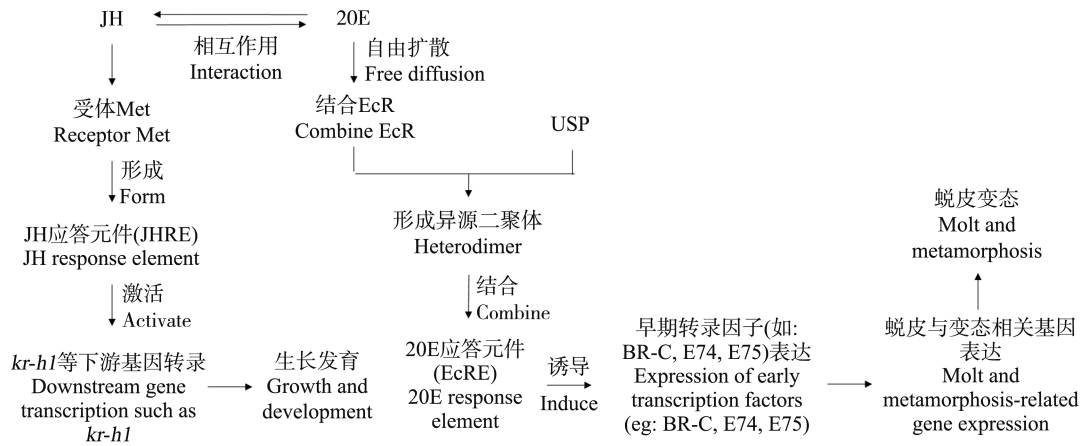 JH
20E
相互作用
Interaction
自由扩散
Free diffusion
受体Met
Receptor Met
结合EcR
Combine EcR
USP
形成
Form
JH应答元件(JHRE)
JH response element
形成异源二聚体
Heterodimer
蜕皮变态
Molt and
metamorphosis
激活
Activate
结合
Combine
kr-h1等下游基因转录
Downstream gene
transcription such as
kr-h1
生长发育
Growth and
development
20E应答元件
(EcRE)
20E response
element
诱导
Induce
早期转录因子(如:
BR-C, E74, E75)表达
Expression of early
transcription factors
(eg: BR-C, E74, E75)
蜕皮与变态相关基因
表达
Molt and
metamorphosis-related
gene expression